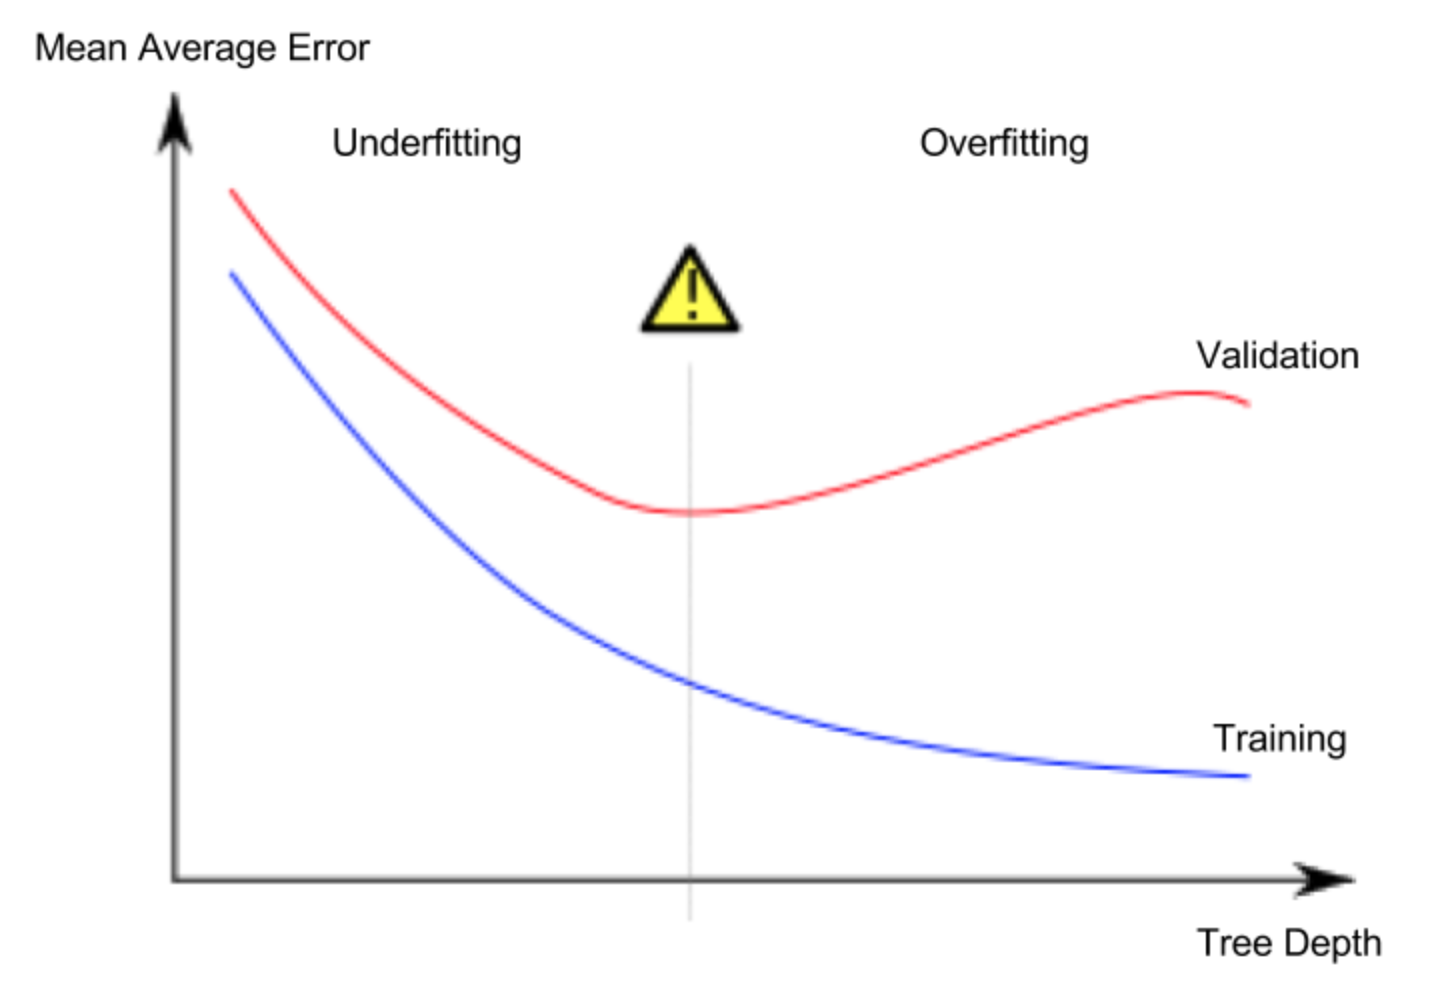 Mean Average Error
Underfitting
Overfitting
!
Validation
Training
Tree Depth